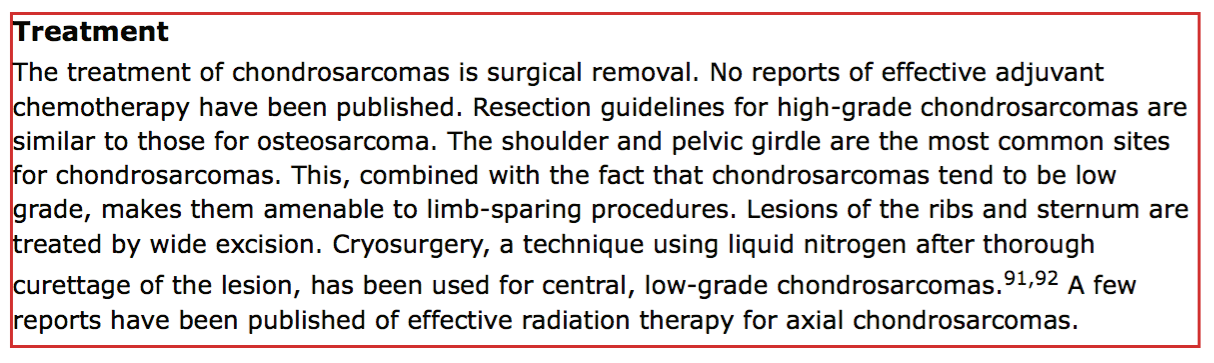 Treatment
The treatment of chondrosarcomas is surgical removal. No reports of effective adjuvant
chemotherapy have been published. Resection guidelines for high-grade chondrosarcomas are
similar to those for osteosarcoma. The shoulder and pelvic girdle are the most common sites
for chondrosarcomas. This, combined with the fact that chondrosarcomas tend to be low
grade, makes them amenable to limb-sparing procedures. Lesions of the ribs and sternum are
treated by wide excision. Cryosurgery, a technique using liquid nitrogen after thorough
curettage of the lesion, has been used for central, low-grade chondrosarcomas.91,92 A few
reports have been published of effective radiation therapy for axial chondrosarcomas.